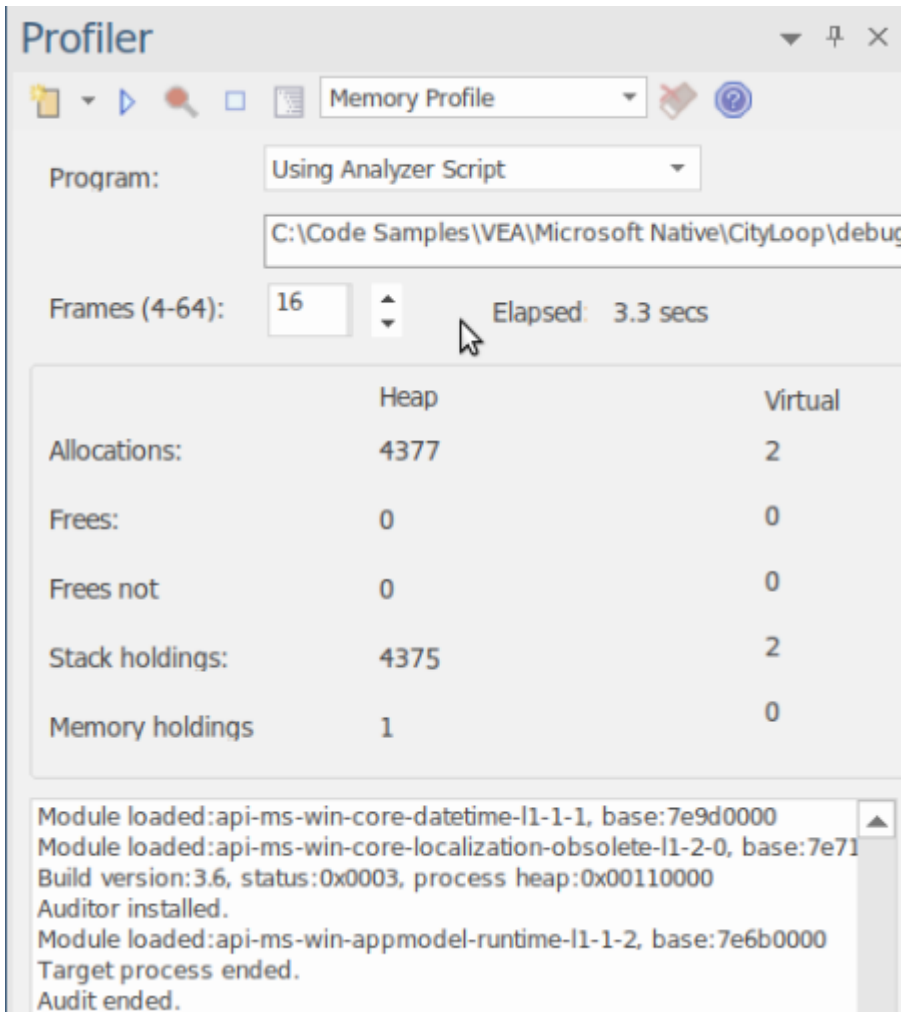 Profiler
Memory Profile
Program: Using Analyzer Script
C:\Code Samples\VEA\Microsoft Native\CityLoop\debug
Frames (4-64): 16 Elapsed: 3.3 secs
Heap Virtual
Allocations: 4377 2
Frees: 0 0
Frees not 0 0
Stack holdings: 4375 2
Memory holdings 1 0
Module loaded:api-ms-win-core-datetime-l1-1-1, base:7e9d0000
Module loaded:api-ms-win-core-localization-obsolete-l1-2-0, base:7e71
Build version:3.6, status:0x0003, process heap:0x00110000
Auditor installed.
Module loaded:api-ms-win-appmodel-runtime-l1-1-2, base:7e6b0000
Target process ended.
Audit ended.